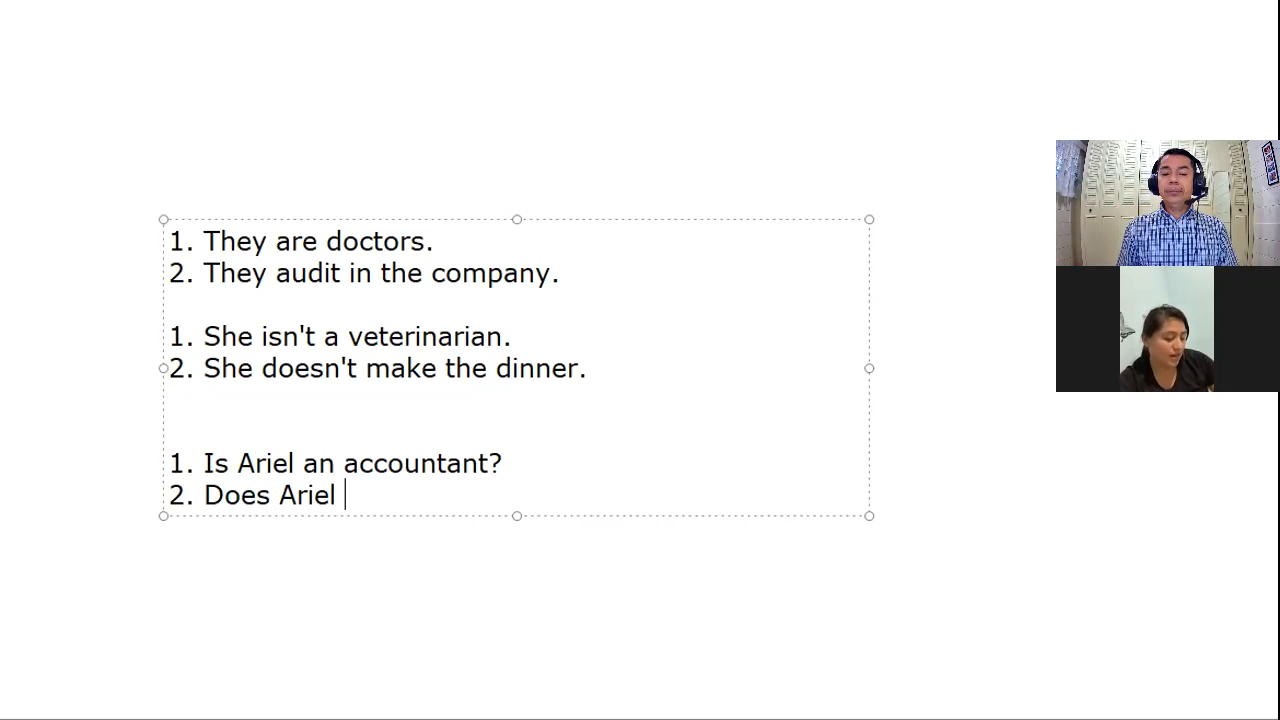 1. They are doctors.
2. They audit in the company.
1. She isn't a veterinarian.
2. She doesn't make the dinner.
1. Is Ariel an accountant?
2. Does Ariel